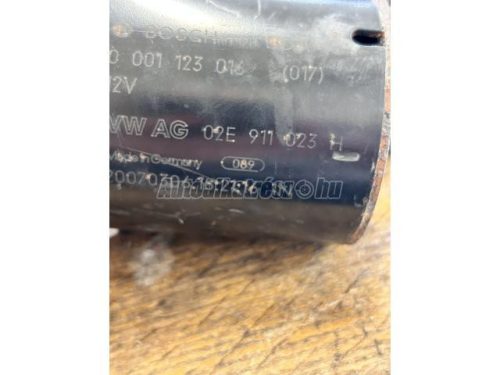 BOSCH
0 001 123 016 (017)
12V
VW AG 02E 911 023 H
Made in Germany 089